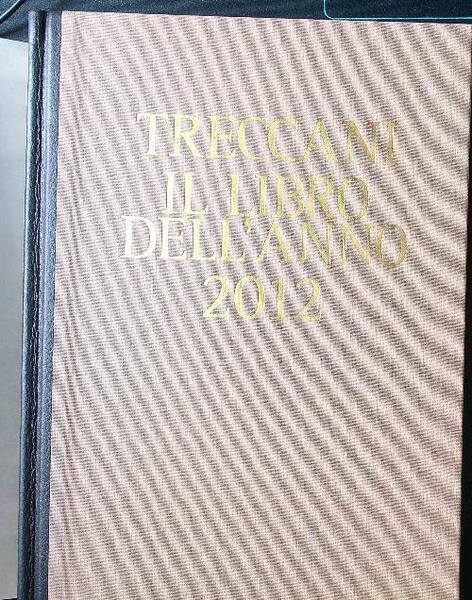 TRECCANI
IL LIBRO
DELL'ANNO
2012